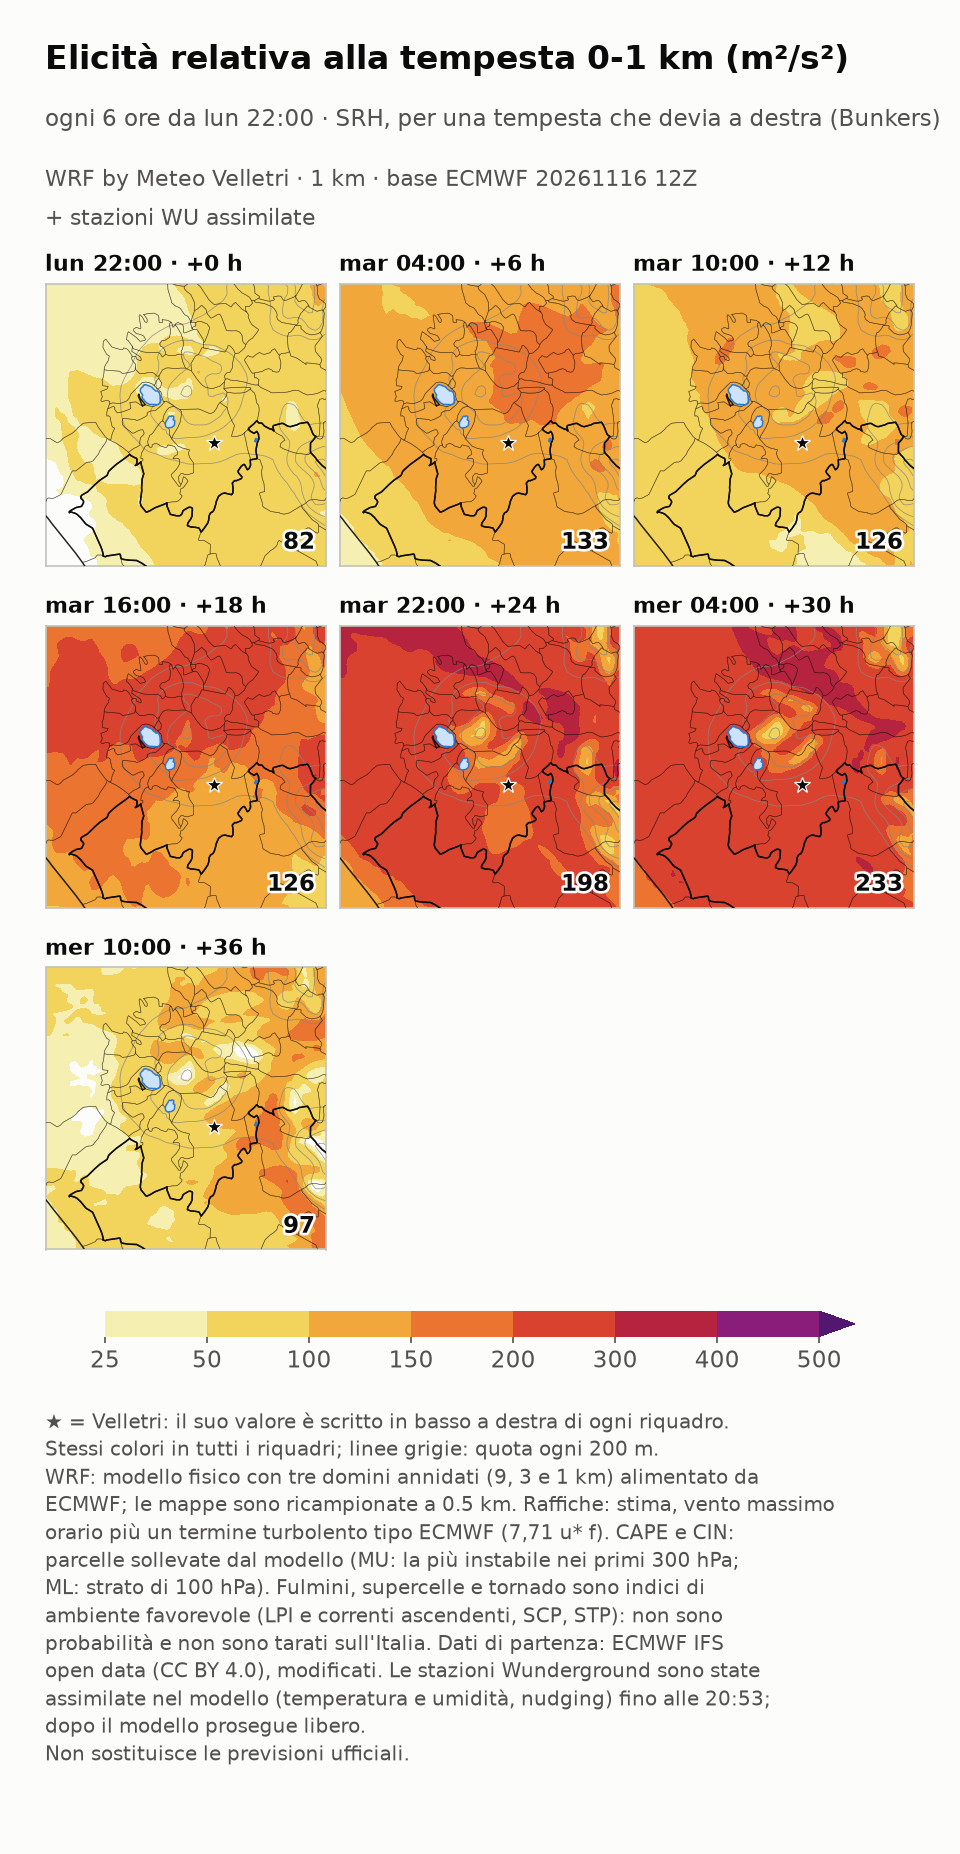 Elicità relativa alla tempesta 0-1 km (m²/s²)
ogni 6 ore da lun 22:00 · SRH, per una tempesta che devia a destra (Bunkers)
WRF by Meteo Velletri · 1 km · base ECMWF 20261116 12Z
+ stazioni WU assimilate
lun 22:00 · +0 h
mar 04:00 · +6 h
mar 10:00 · +12 h
82
133
126
mar 16:00 · +18 h
mar 22:00 · +24 h
mer 04:00 · +30 h
126
198
233
mer 10:00 · +36 h
97
25 50 100 150 200 300 400 500
★ = Velletri: il suo valore è scritto in basso a destra di ogni riquadro.
Stessi colori in tutti i riquadri; linee grigie: quota ogni 200 m.
WRF: modello fisico con tre domini annidati (9, 3 e 1 km) alimentato da
ECMWF; le mappe sono ricampionate a 0.5 km. Raffiche: stima, vento massimo
orario più un termine turbolento tipo ECMWF (7,71 u* f). CAPE e CIN:
parcelle sollevate dal modello (MU: la più instabile nei primi 300 hPa;
ML: strato di 100 hPa). Fulmini, supercelle e tornado sono indici di
ambiente favorevole (LPI e correnti ascendenti, SCP, STP): non sono
probabilità e non sono tarati sull'Italia. Dati di partenza: ECMWF IFS
open data (CC BY 4.0), modificati. Le stazioni Wunderground sono state
assimilate nel modello (temperatura e umidità, nudging) fino alle 20:53;
dopo il modello prosegue libero.
Non sostituisce le previsioni ufficiali.